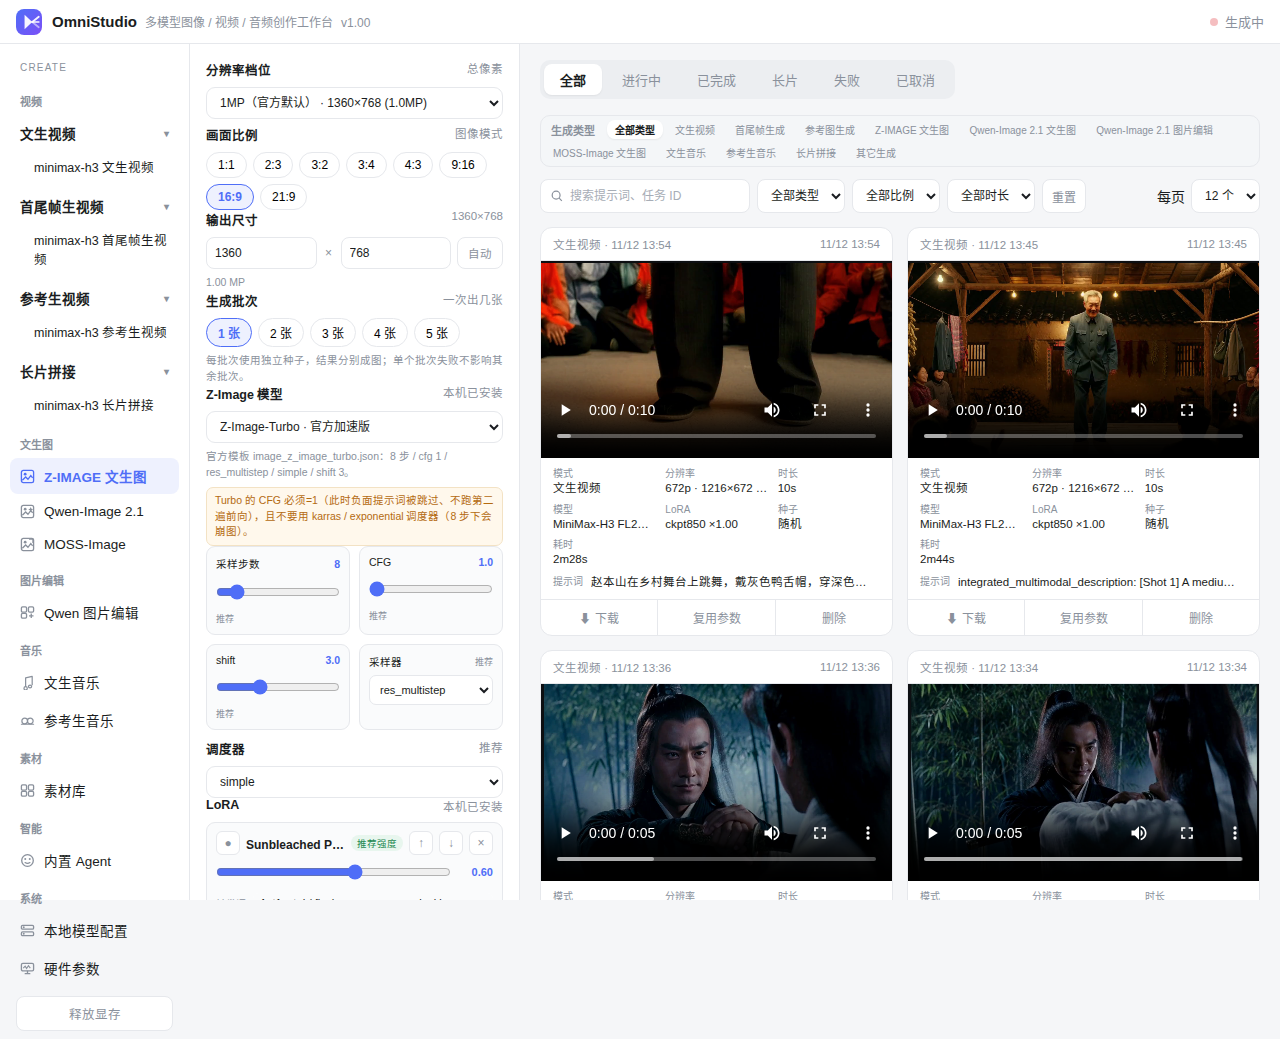 OmniStudio 多模型图像 / 视频 / 音频创作工作台 v1.00
生成中
CREATE
视频
文生视频
minimax-h3 文生视频
首尾帧生视频
minimax-h3 首尾帧生视
频
参考生视频
minimax-h3 参考生视频
长片拼接
minimax-h3 长片拼接
文生图
Z-IMAGE 文生图
Qwen-Image 2.1
MOSS-Image
图片编辑
Qwen 图片编辑
音乐
文生音乐
参考生音乐
素材
素材库
智能
内置 Agent
系统
本地模型配置
硬件参数
释放显存
分辨率档位 总像素
1MP（官方默认） · 1360×768 (1.0MP)
画面比例 图像模式
1:1 2:3 3:2 3:4 4:3 9:16
16:9 21:9
输出尺寸 1360×768
1360 × 768 自动
1.00 MP
生成批次 一次出几张
1 张 2 张 3 张 4 张 5 张
每批次使用独立种子，结果分别成图；单个批次失败不影响其
余批次。
Z-Image 模型 本机已安装
Z-Image-Turbo · 官方加速版
官方模板 image_z_image_turbo.json：8 步 / cfg 1 /
res_multistep / simple / shift 3。
Turbo 的 CFG 必须=1（此时负面提示词被跳过、不跑第二
遍前向），且不要用 karras / exponential 调度器（8 步下会
崩图）。
采样步数 8
推荐
CFG 1.0
推荐
shift 3.0
推荐
采样器 推荐
res_multistep
调度器 推荐
simple
LoRA 本机已安装
Sunbleached P… 推荐强度 ↑ ↓ ×
0.60
全部 进行中 已完成 长片 失败 已取消
生成类型 全部类型 文生视频 首尾帧生成 参考图生成 Z-IMAGE 文生图 Qwen-Image 2.1 文生图 Qwen-Image 2.1 图片编辑
MOSS-Image 文生图 文生音乐 参考生音乐 长片拼接 其它生成
搜索提示词、任务 ID 全部类型 全部比例 全部时长 重置 每页 12 个
文生视频 · 11/12 13:54 11/12 13:54
0:00 / 0:10
模式 分辨率 时长
文生视频 672p · 1216×672 … 10s
模型 LoRA 种子
MiniMax-H3 FL2… ckpt850 ×1.00 随机
耗时
2m28s
提示词 赵本山在乡村舞台上跳舞，戴灰色鸭舌帽，穿深色…
下载 复用参数 删除
文生视频 · 11/12 13:45 11/12 13:45
0:00 / 0:10
模式 分辨率 时长
文生视频 672p · 1216×672 … 10s
模型 LoRA 种子
MiniMax-H3 FL2… ckpt850 ×1.00 随机
耗时
2m44s
提示词 integrated_multimodal_description: [Shot 1] A mediu…
下载 复用参数 删除
文生视频 · 11/12 13:36 11/12 13:36
0:00 / 0:05
模式 分辨率 时长
文生视频 · 11/12 13:34 11/12 13:34
0:00 / 0:05
模式 分辨率 时长